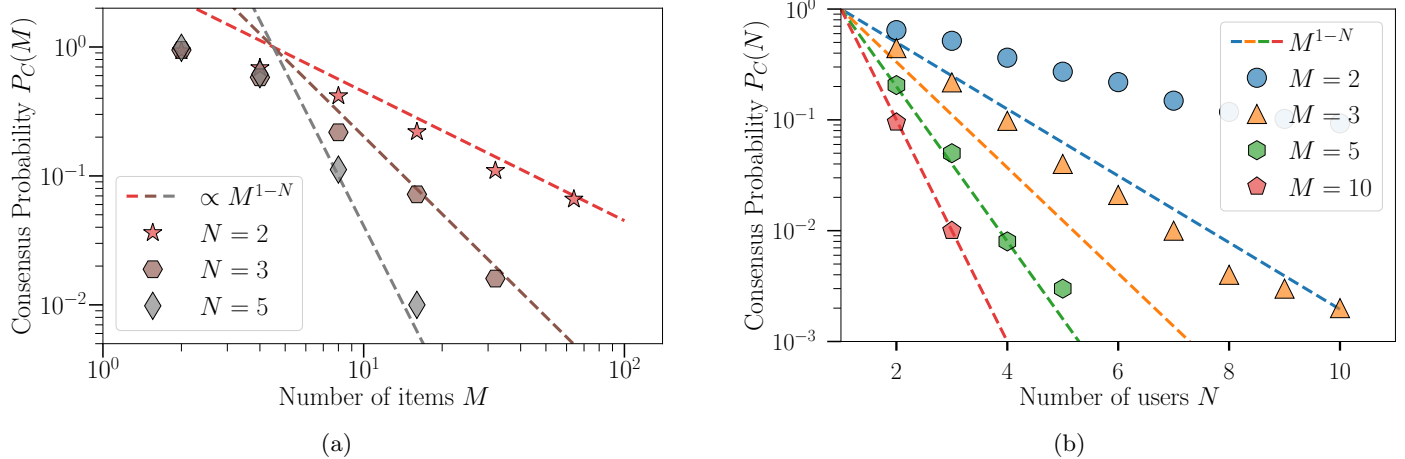 Consensus Probability P_C(M)
10^0
10^-1
10^-2
∝ M^{1−N}
N = 2
N = 3
N = 5
10^0
10^1
10^2
Number of items M
(a)
Consensus Probability P_C(N)
10^0
10^-1
10^-2
10^-3
M^{1−N}
M = 2
M = 3
M = 5
M = 10
2
4
6
8
10
Number of users N
(b)